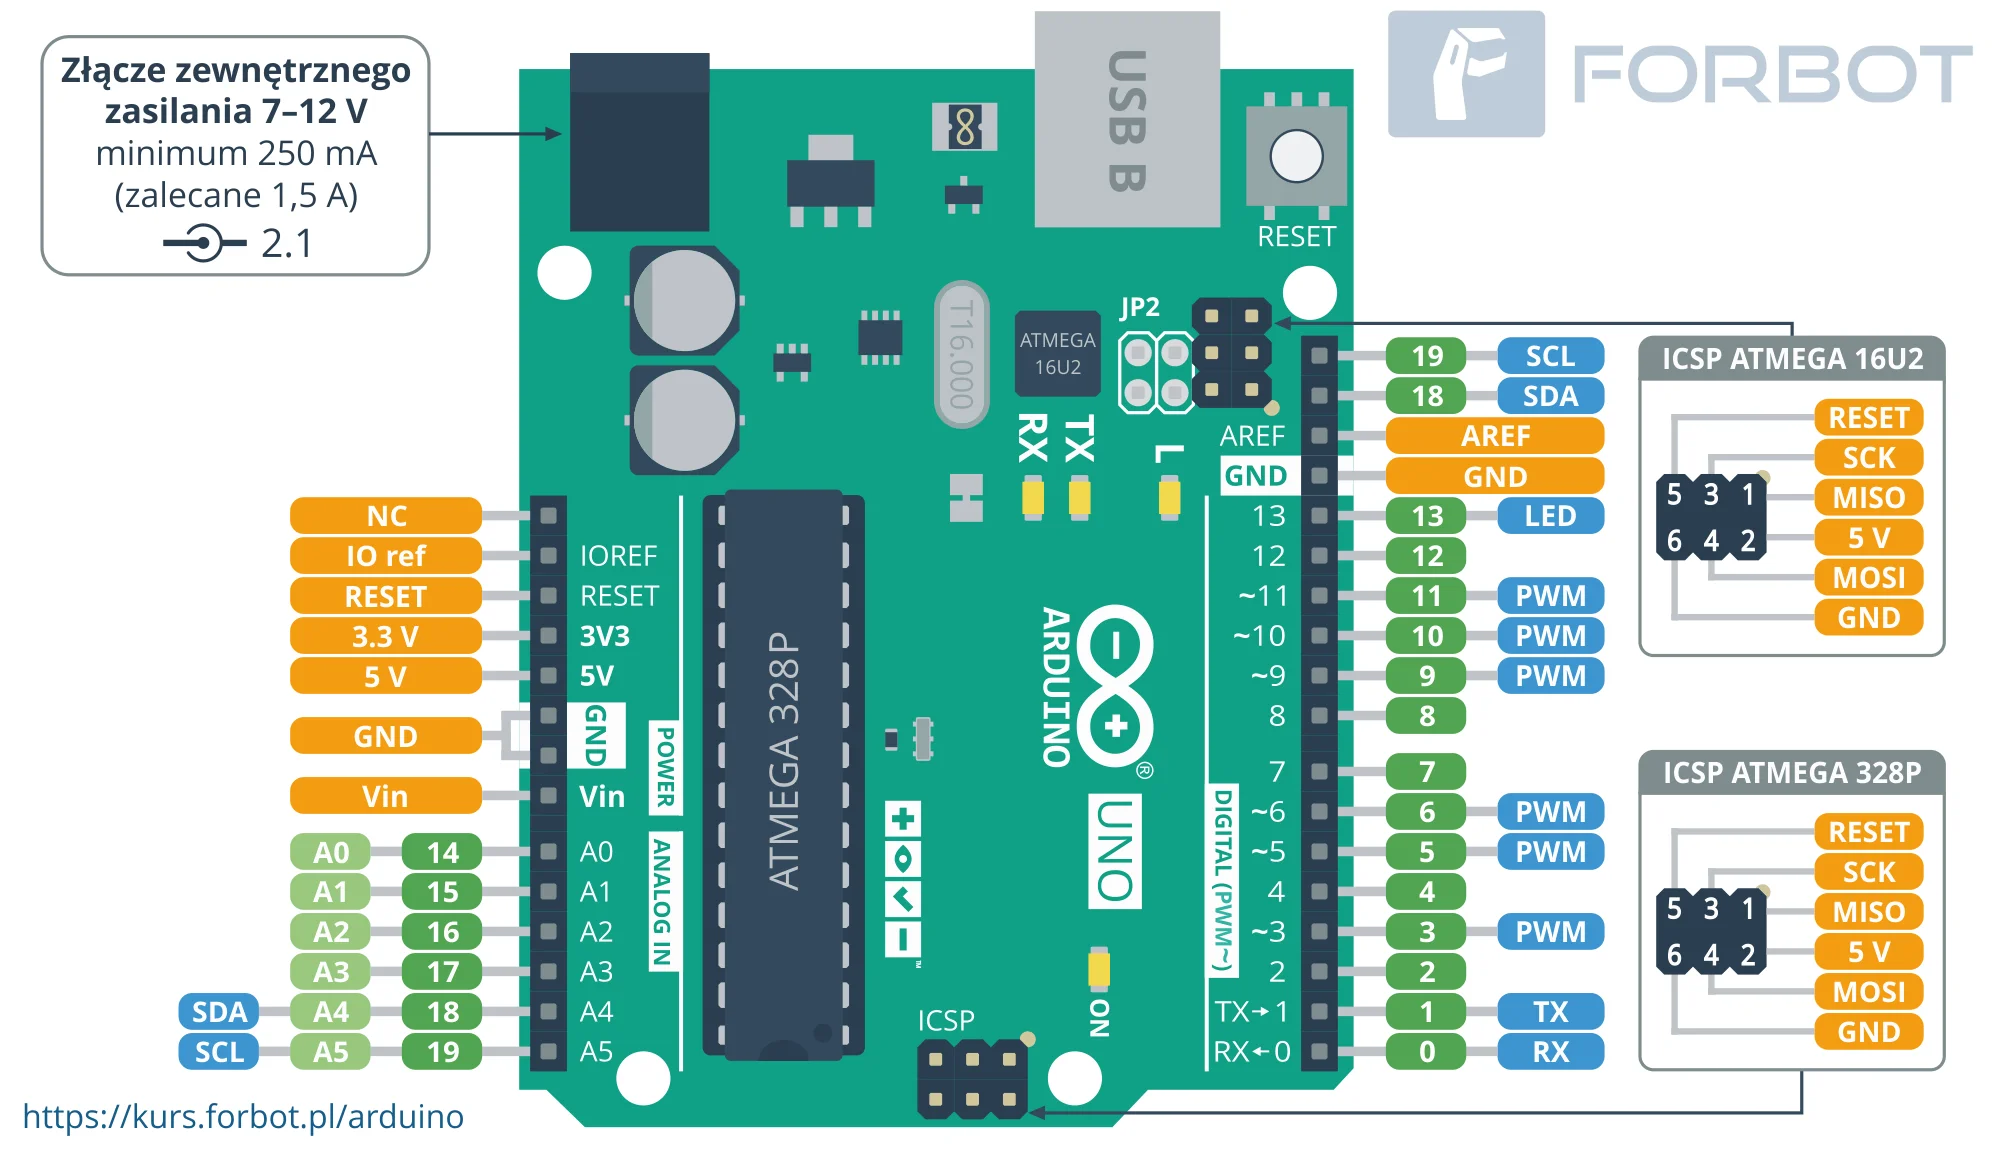 Złącze zewnętrznego
zasilania 7–12 V
minimum 250 mA
(zalecane 1,5 A)
2.1
FORBOT
USB B
RESET
T16.000
ATMEGA
16U2
JP2
RX
TX
L
AREF
GND
13
12
~11
~10
~9
8
7
~6
~5
4
~3
2
TX→1
RX←0
DIGITAL (PWM~)
IOREF
RESET
3V3
5V
GND
Vin
POWER
A0
A1
A2
A3
A4
A5
ANALOG IN
ATMEGA 328P
ARDUINO
®
UNO
™
ON
ICSP
NC
IO ref
RESET
3.3 V
5 V
GND
Vin
A0 14
A1 15
A2 16
A3 17
SDA A4 18
SCL A5 19
19 SCL
18 SDA
AREF
GND
13 LED
12
11 PWM
10 PWM
9 PWM
8
7
6 PWM
5 PWM
4
3 PWM
2
1 TX
0 RX
ICSP ATMEGA 16U2
RESET
SCK
MISO
5 V
MOSI
GND
5 3 1
6 4 2
ICSP ATMEGA 328P
RESET
SCK
MISO
5 V
MOSI
GND
5 3 1
6 4 2
https://kurs.forbot.pl/arduino